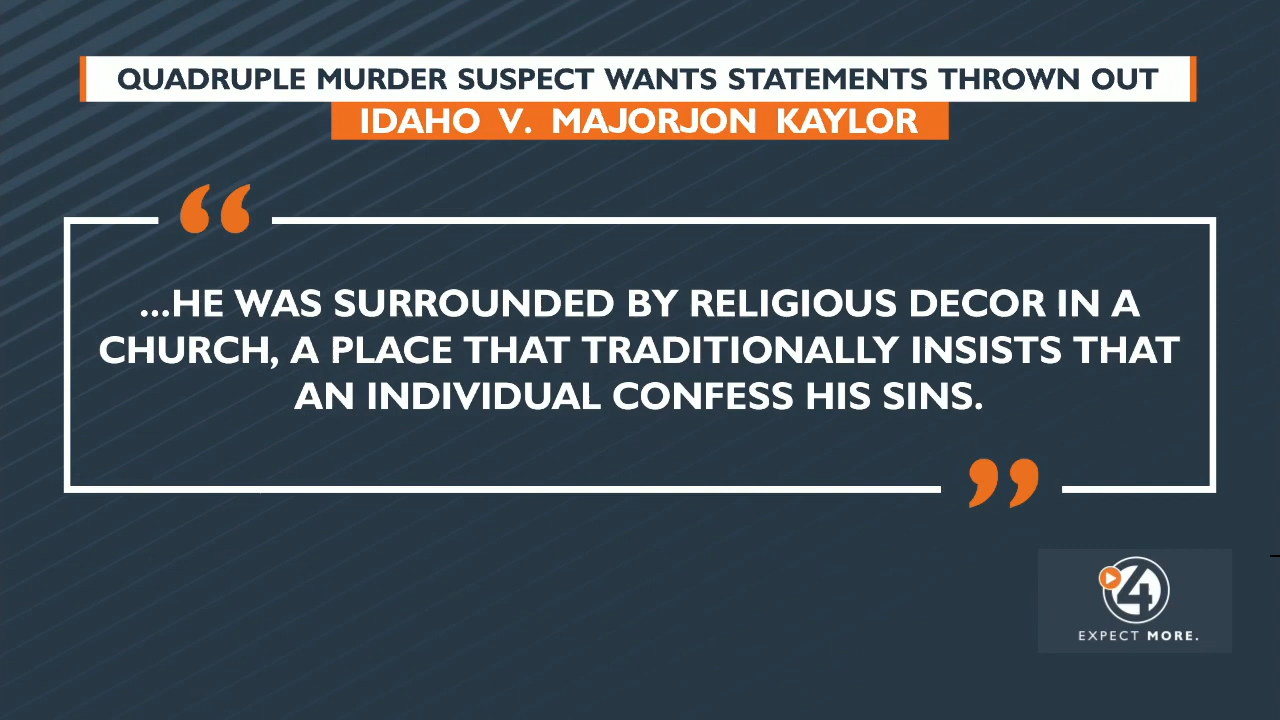 QUADRUPLE MURDER SUSPECT WANTS STATEMENTS THROWN OUT
IDAHO V. MAJORJON KAYLOR
“
...HE WAS SURROUNDED BY RELIGIOUS DECOR IN A
CHURCH, A PLACE THAT TRADITIONALLY INSISTS THAT
AN INDIVIDUAL CONFESS HIS SINS.
”
4
EXPECT MORE.